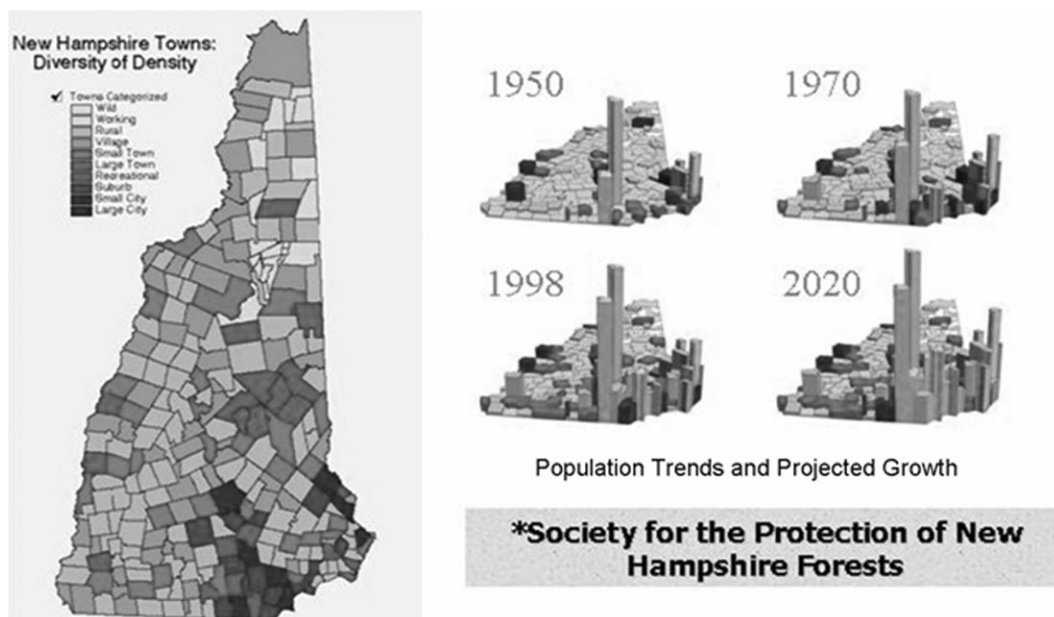 New Hampshire Towns:
Diversity of Density
Towns Categorized
Wild
Working
Rural
Village
Small Town
Large Town
Recreational
Suburb
Small City
Large City
1950
1970
1998
2020
Population Trends and Projected Growth
*Society for the Protection of New
Hampshire Forests